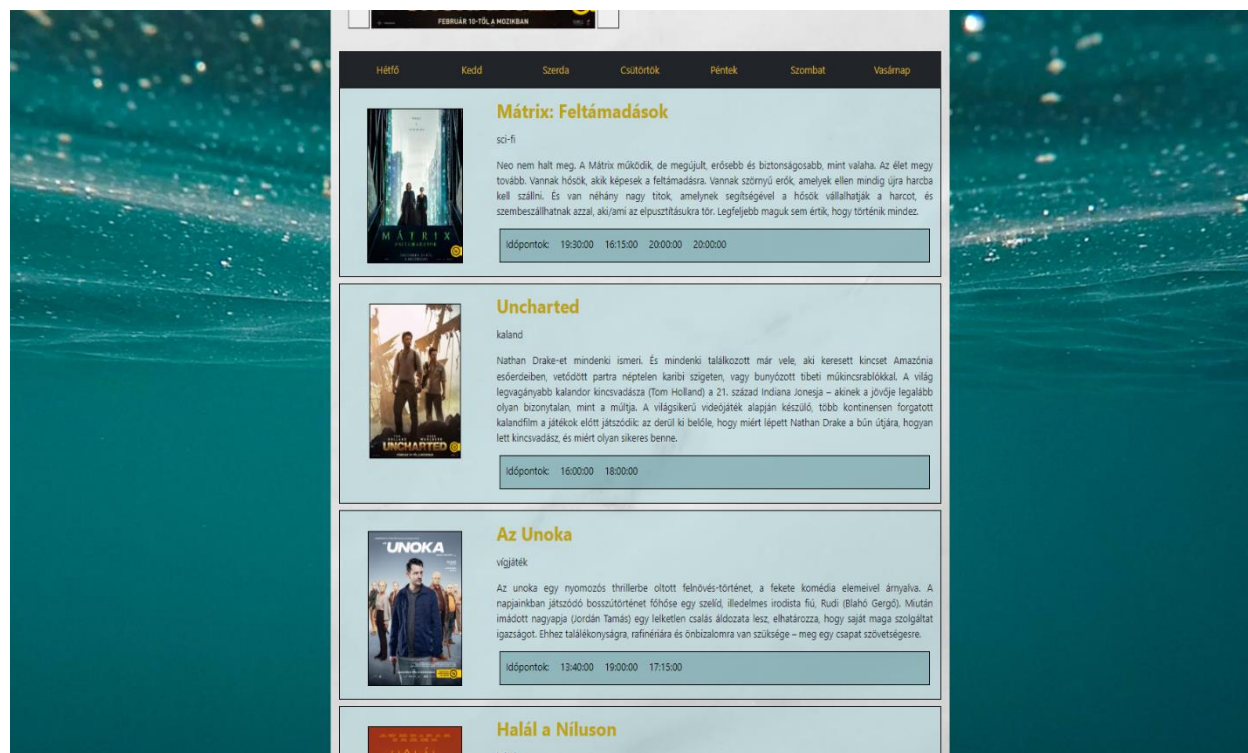 FEBRUÁR 10-TŐL A MOZIKBAN
Hétfő Kedd Szerda Csütörtök Péntek Szombat Vasárnap
Mátrix: Feltámadások
sci-fi
Neo nem halt meg. A Mátrix működik, de megújult, erősebb és biztonságosabb, mint valaha. Az élet megy
tovább. Vannak hősök, akik képesek a feltámadásra. Vannak szörnyű erők, amelyek ellen mindig újra harcba
kell szállni. És van néhány nagy titok, amelynek segítségével a hősök vállalhatják a harcot, és
szembeszállhatnak azzal, aki/ami az elpusztításukra tör. Legfeljebb maguk sem értik, hogy történik mindez.
MÁTRIX
FELTÁMADÁSOK
Időpontok: 19:30:00 16:15:00 20:00:00 20:00:00
Uncharted
kaland
Nathan Drake-et mindenki ismeri. És mindenki találkozott már vele, aki keresett kincset Amazónia
esőerdeiben, vetődött partra néptelen karibi szigeten, vagy bunyózott tibeti műkincsrablókkal. A világ
legvagányabb kalandor kincsvadásza (Tom Holland) a 21. század Indiana Jonesja – akinek a jövője legalább
olyan bizonytalan, mint a múltja. A világsikerű videójáték alapján készülő, több kontinensen forgatott
kalandfilm a játékok előtt játszódik: az derül ki belőle, hogy miért lépett Nathan Drake a bűn útjára, hogyan
lett kincsvadász, és miért olyan sikeres benne.
UNCHARTED
Időpontok: 16:00:00 18:00:00
Az Unoka
UNOKA
vígjáték
Az unoka egy nyomozós thrillerbe oltott felnövés-történet, a fekete komédia elemeivel árnyalva. A
napjainkban játszódó bosszútörténet főhőse egy szelíd, illedelmes irodista fiú, Rudi (Blahó Gergő). Miután
imádott nagyapja (Jordán Tamás) egy lelketlen csalás áldozata lesz, elhatározza, hogy saját maga szolgáltat
igazságot. Ehhez találékonyságra, rafinériára és önbizalomra van szüksége – meg egy csapat szövetségesre.
Időpontok: 13:40:00 19:00:00 17:15:00
Halál a Níluson